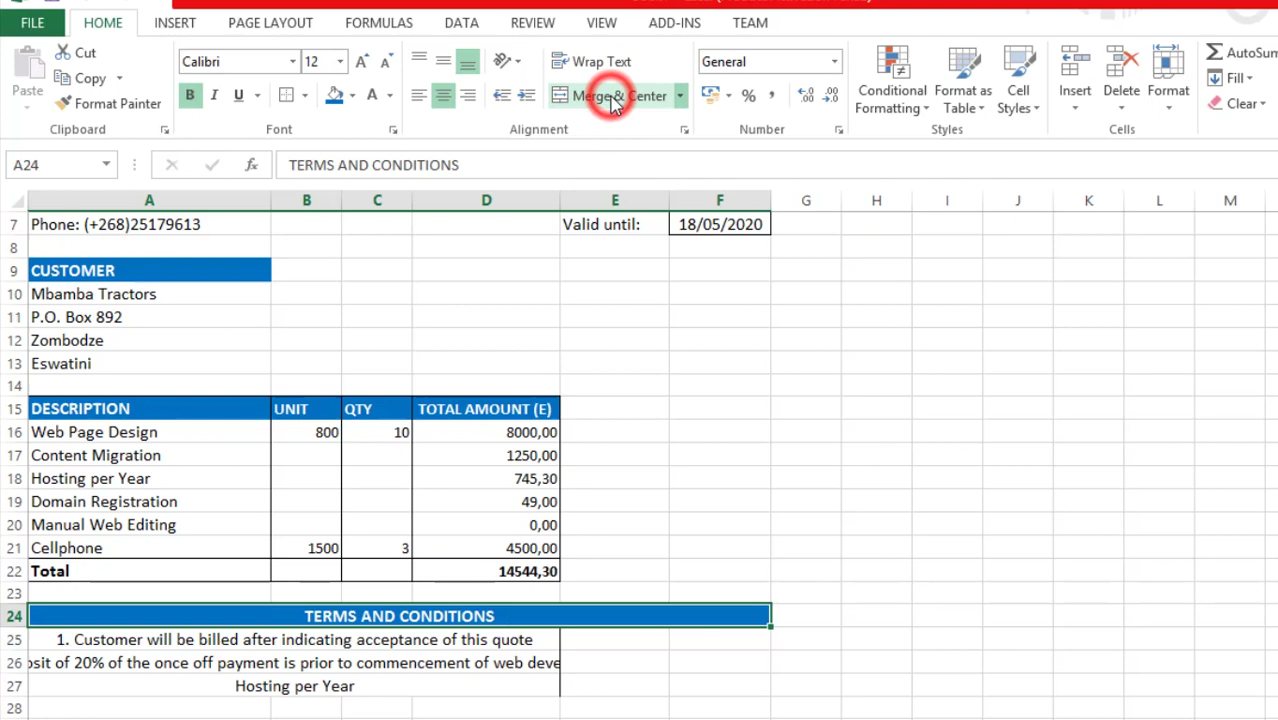 FILE HOME INSERT PAGE LAYOUT FORMULAS DATA REVIEW VIEW ADD-INS TEAM
Cut
Copy
Format Painter
Paste
Clipboard
Calibri 12
B I U A
Font
Wrap Text
Merge & Center
Alignment
General
%
Number
Conditional Formatting
Format as Table
Cell Styles
Styles
Insert Delete Format
Cells
AutoSum
Fill
Clear
A24 fx TERMS AND CONDITIONS
A B C D E F G H I J K L M
7 Phone: (+268)25179613 Valid until: 18/05/2020
8
9 CUSTOMER
10 Mbamba Tractors
11 P.O. Box 892
12 Zombodze
13 Eswatini
14
15 DESCRIPTION UNIT QTY TOTAL AMOUNT (E)
16 Web Page Design 800 10 8000,00
17 Content Migration 1250,00
18 Hosting per Year 745,30
19 Domain Registration 49,00
20 Manual Web Editing 0,00
21 Cellphone 1500 3 4500,00
22 Total 14544,30
23
24 TERMS AND CONDITIONS
25 1. Customer will be billed after indicating acceptance of this quote
26 osit of 20% of the once off payment is prior to commencement of web deve
27 Hosting per Year
28